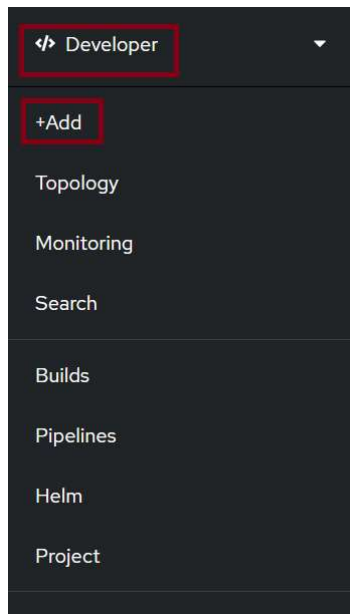 </> Developer
+Add
Topology
Monitoring
Search
Builds
Pipelines
Helm
Project